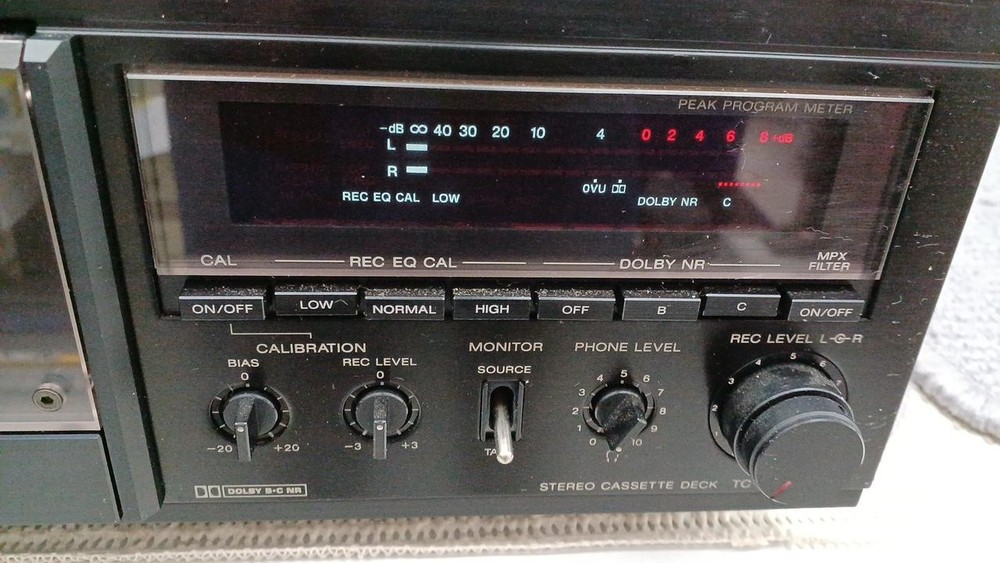 PEAK PROGRAM METER
-dB ∞ 40 30 20 10 4 0 2 4 6 8 +dB
L
R
0VU
REC EQ CAL LOW DOLBY NR C
CAL REC EQ CAL DOLBY NR MPX FILTER
ON/OFF LOW NORMAL HIGH OFF B C ON/OFF
CALIBRATION MONITOR PHONE LEVEL REC LEVEL L-R
BIAS REC LEVEL SOURCE
0 0
-20 +20 -3 +3
0 1 2 3 4 5 6 7 8 9 10
2 3 4 5 6 7
DOLBY B·C NR
STEREO CASSETTE DECK TC